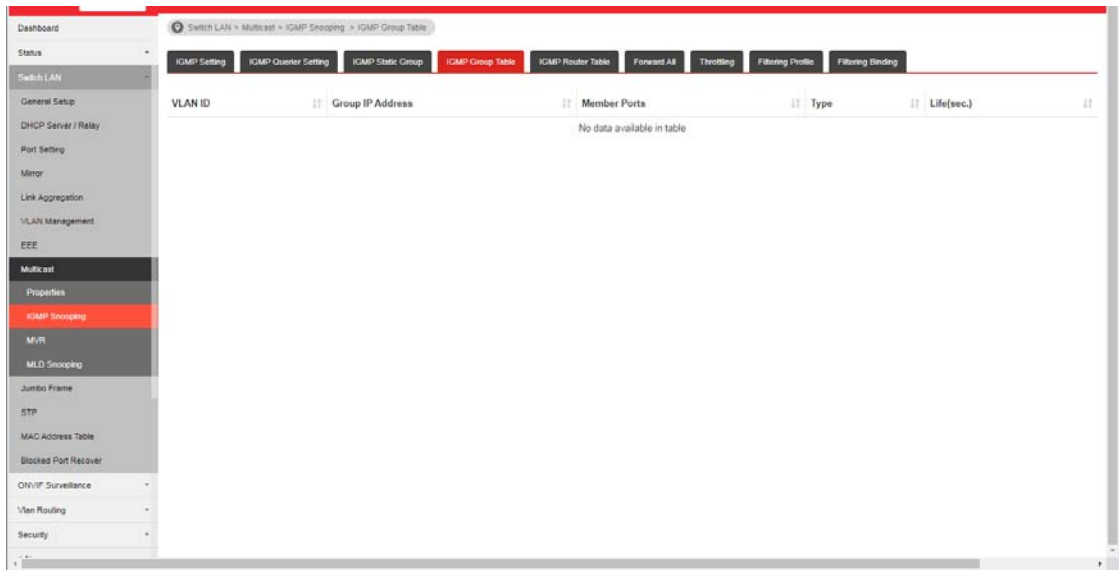 Dashboard
Switch LAN > Multicast > IGMP Snooping > IGMP Group Table
Status
IGMP Setting
IGMP Querier Setting
IGMP Static Group
IGMP Group Table
IGMP Router Table
Forward All
Throttling
Filtering Profile
Filtering Binding
Switch LAN
General Setup
DHCP Server / Relay
Port Setting
Mirror
Link Aggregation
VLAN Management
EEE
Multicast
Properties
IGMP Snooping
MVR
MLD Snooping
Jumbo Frame
STP
MAC Address Table
Blocked Port Recover
ONVIF Surveillance
Vlan Routing
Security
VLAN ID
Group IP Address
Member Ports
Type
Life(sec.)
No data available in table